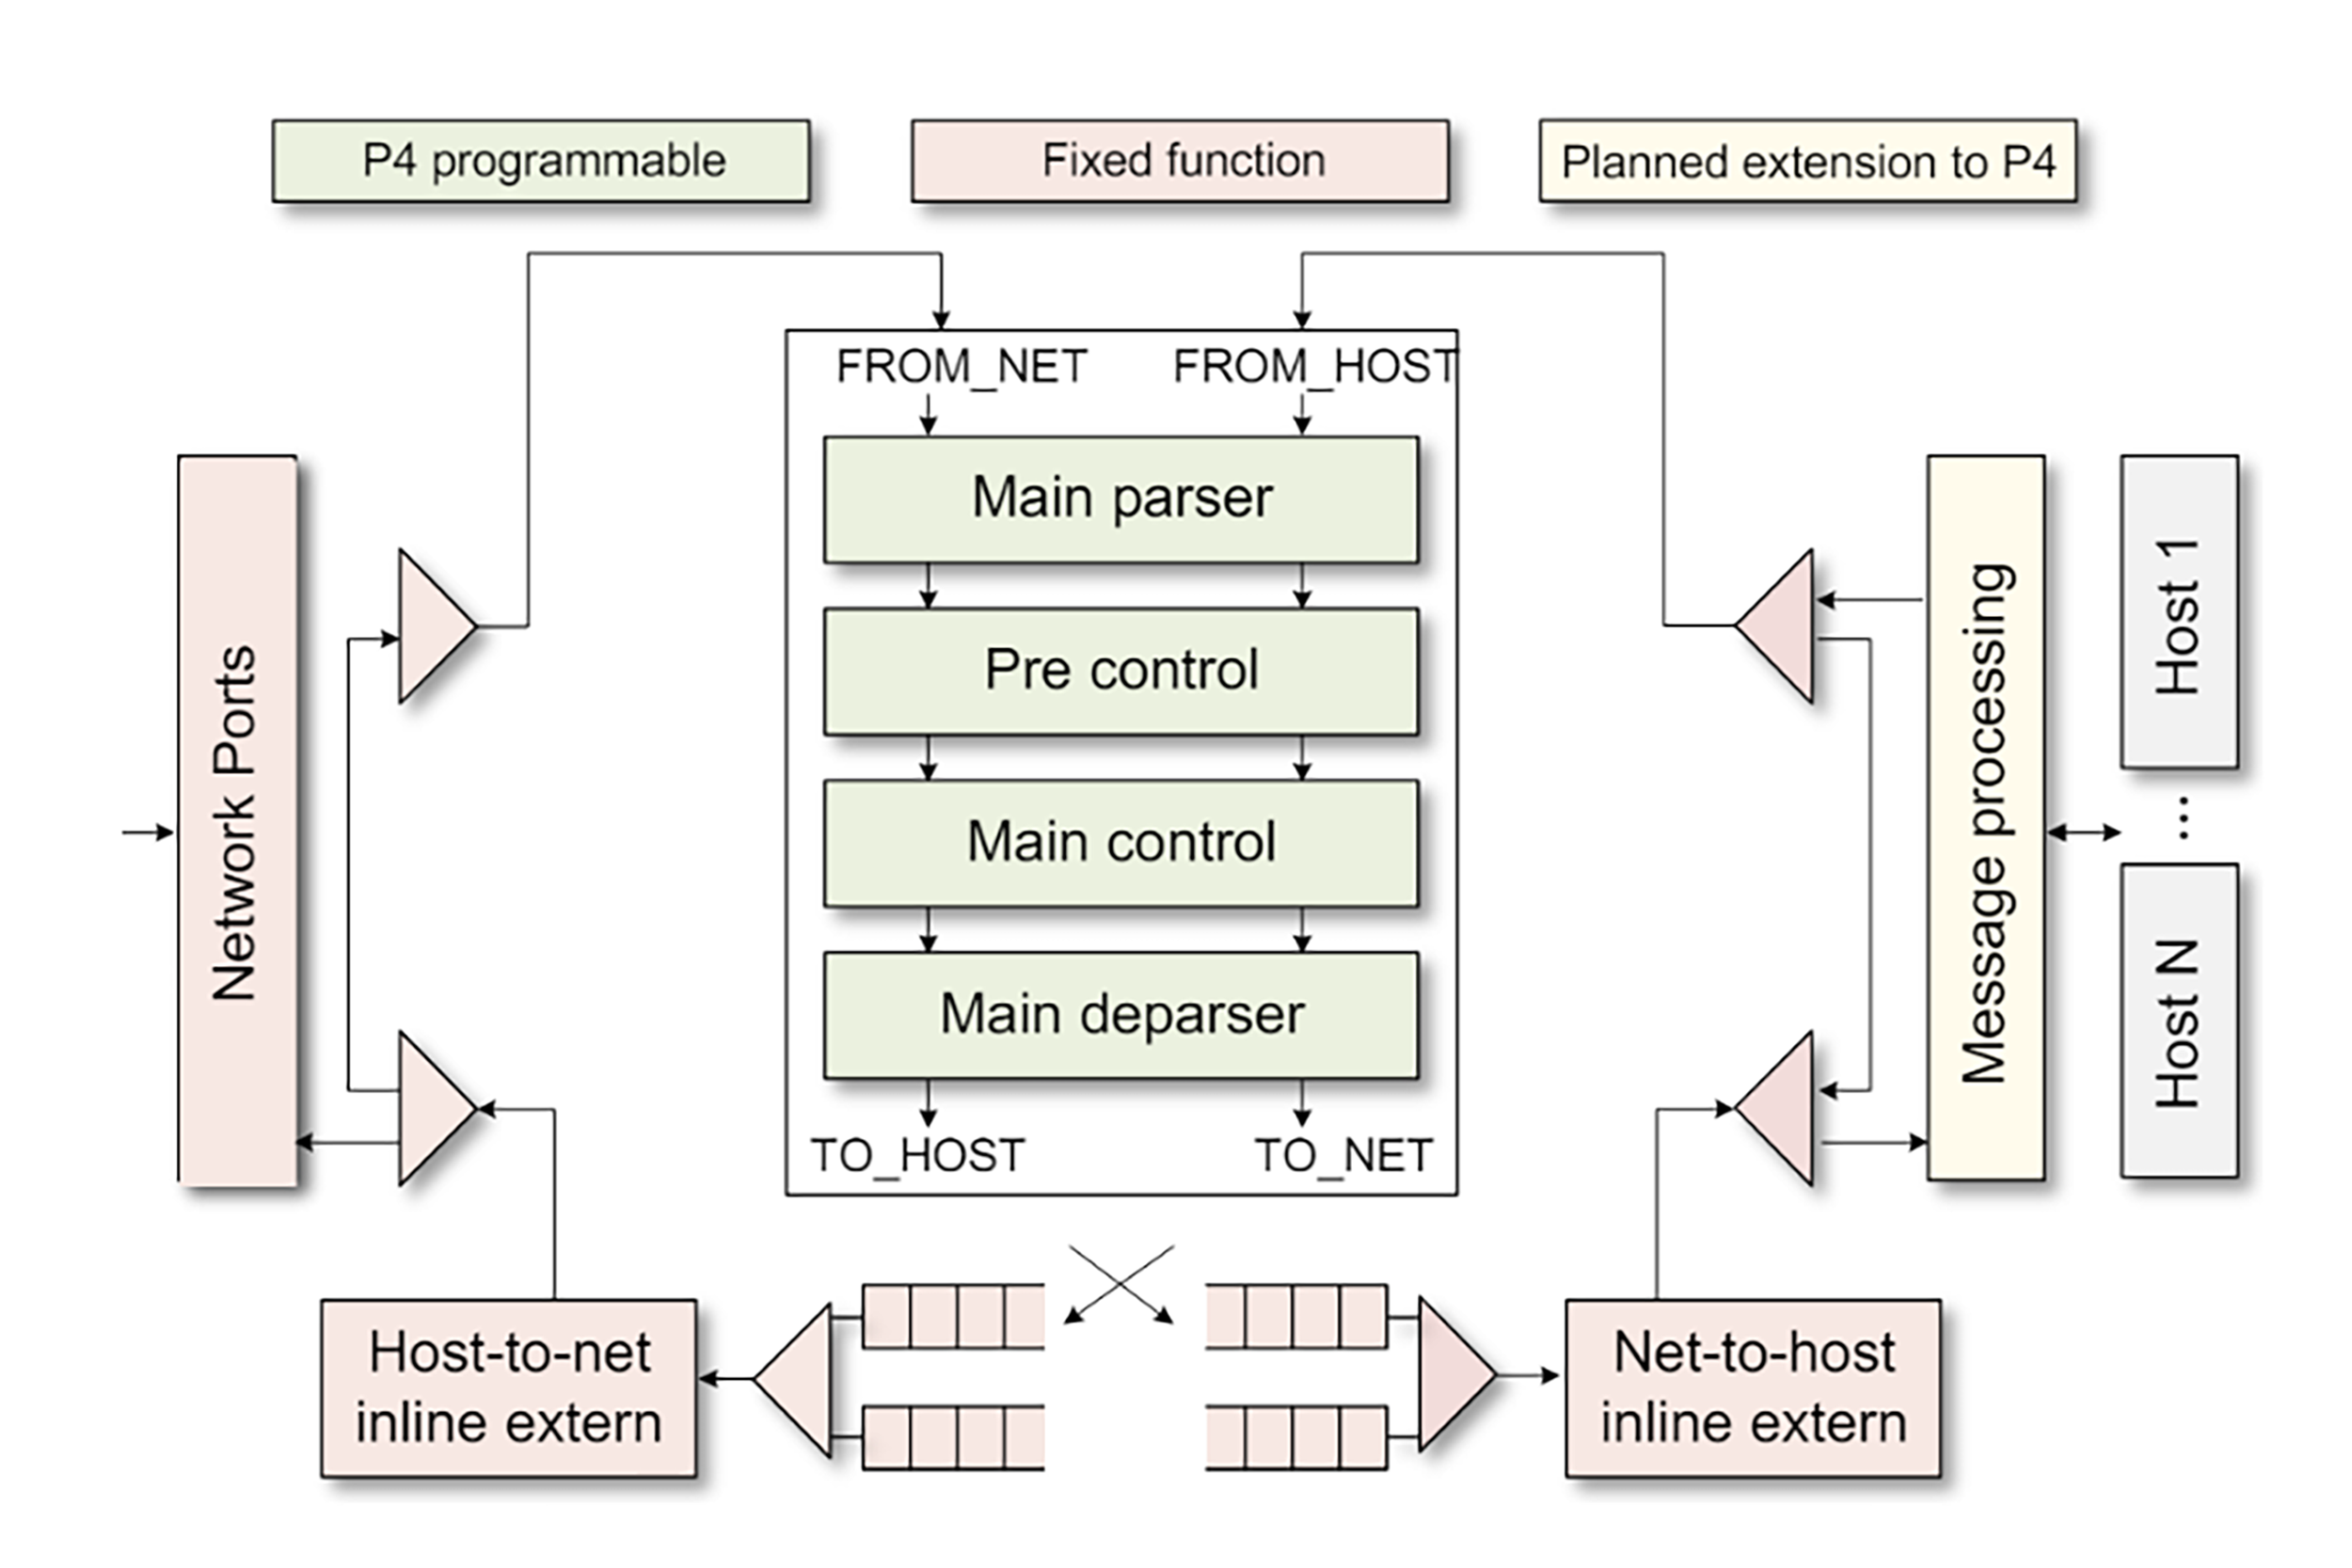 P4 programmable
Fixed function
Planned extension to P4
FROM_NET
FROM_HOST
Main parser
Pre control
Main control
Main deparser
TO_HOST
TO_NET
Network Ports
Message processing
Host 1
...
Host N
Host-to-net
inline extern
Net-to-host
inline extern